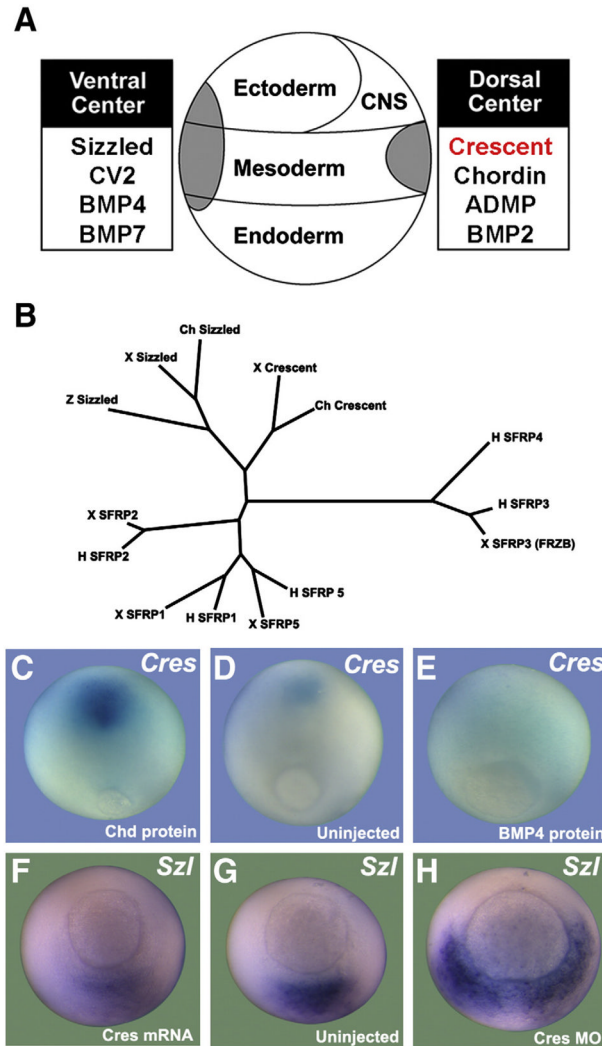 A
Ventral
Center
Sizzled
CV2
BMP4
BMP7
Ectoderm
CNS
Mesoderm
Endoderm
Dorsal
Center
Crescent
Chordin
ADMP
BMP2
B
Ch Sizzled
X Sizzled
Z Sizzled
X Crescent
Ch Crescent
H SFRP4
H SFRP3
X SFRP3 (FRZB)
X SFRP2
H SFRP2
X SFRP1
H SFRP1
H SFRP 5
X SFRP5
C
Cres
Chd protein
D
Cres
Uninjected
E
Cres
BMP4 protein
F
Szl
Cres mRNA
G
Szl
Uninjected
H
Szl
Cres MO